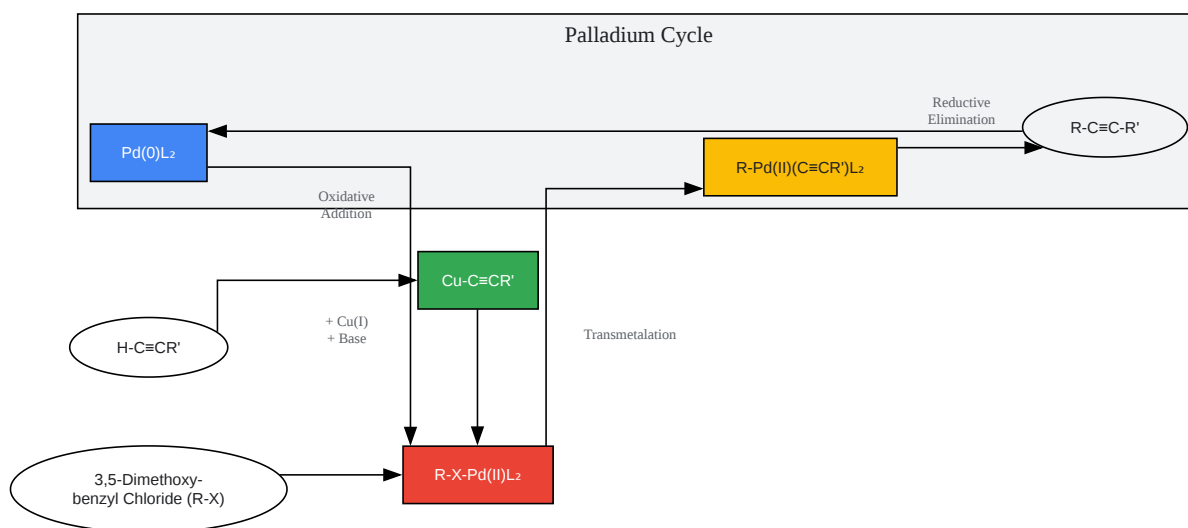 Palladium Cycle
Reductive
Elimination
R-C≡C-R'
Pd(0)L₂
R-Pd(II)(C≡CR')L₂
Oxidative
Addition
Cu-C≡CR'
+ Cu(I)
+ Base
Transmetalation
H-C≡CR'
3,5-Dimethoxy-
benzyl Chloride (R-X)
R-X-Pd(II)L₂